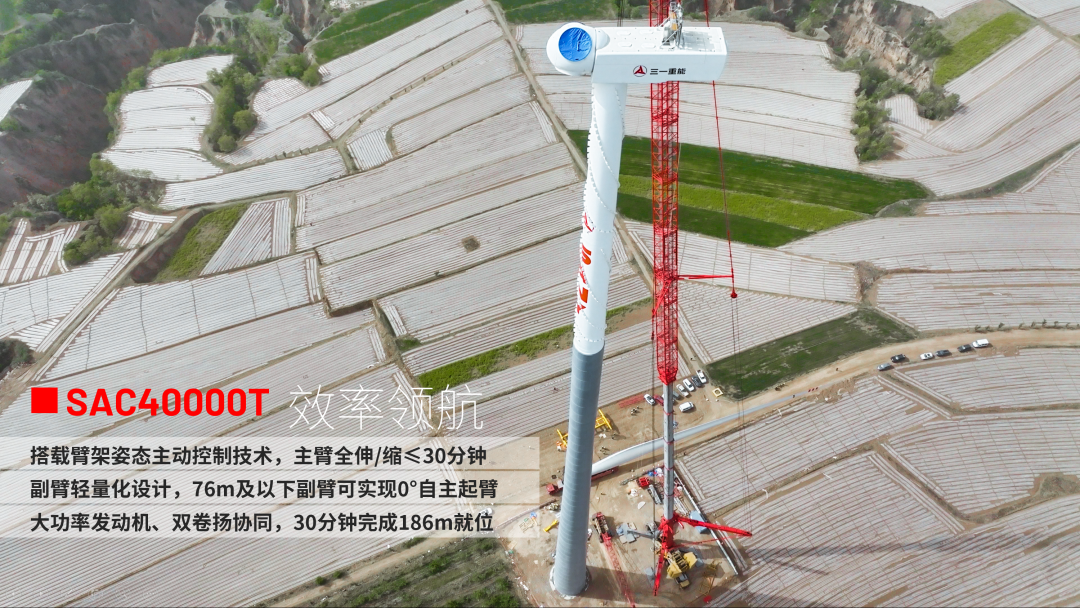 三一重能
SAC40000T 效率领航
搭载臂架姿态主动控制技术，主臂全伸/缩≤30分钟
副臂轻量化设计，76m及以下副臂可实现0°自主起臂
大功率发动机、双卷扬协同，30分钟完成186m就位